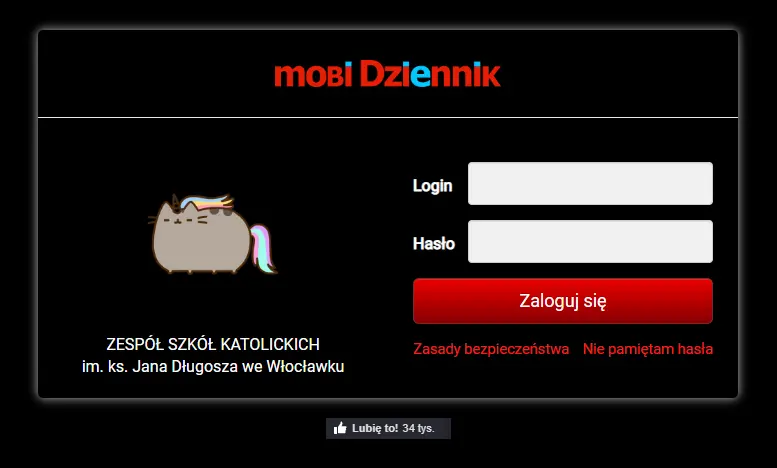 mobi Dziennik
Login
Hasło
Zaloguj się
Zasady bezpieczeństwa Nie pamiętam hasła
ZESPÓŁ SZKÓŁ KATOLICKICH
im. ks. Jana Długosza we Włocławku
Lubię to! 34 tys.